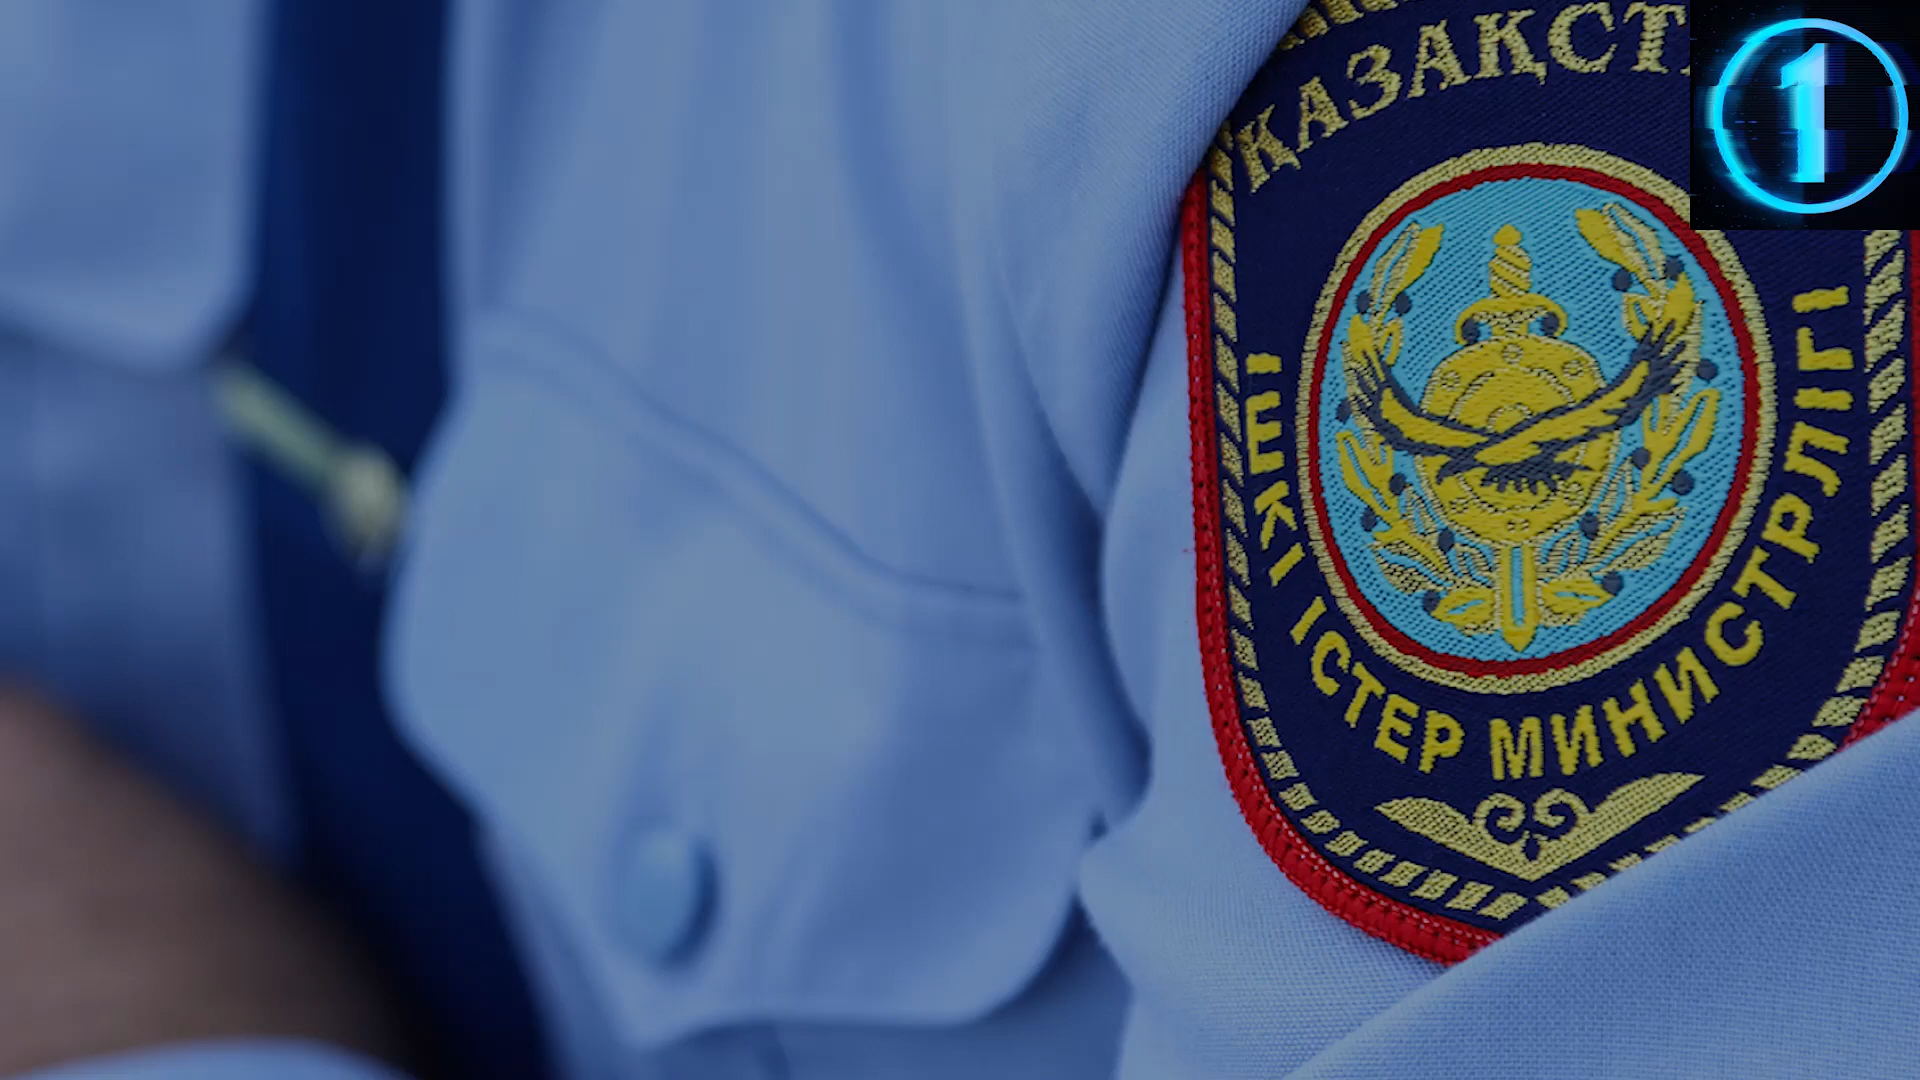 ҚАЗАҚСТ
1
ІШКІ ІСТЕР МИНИСТРЛІГІ